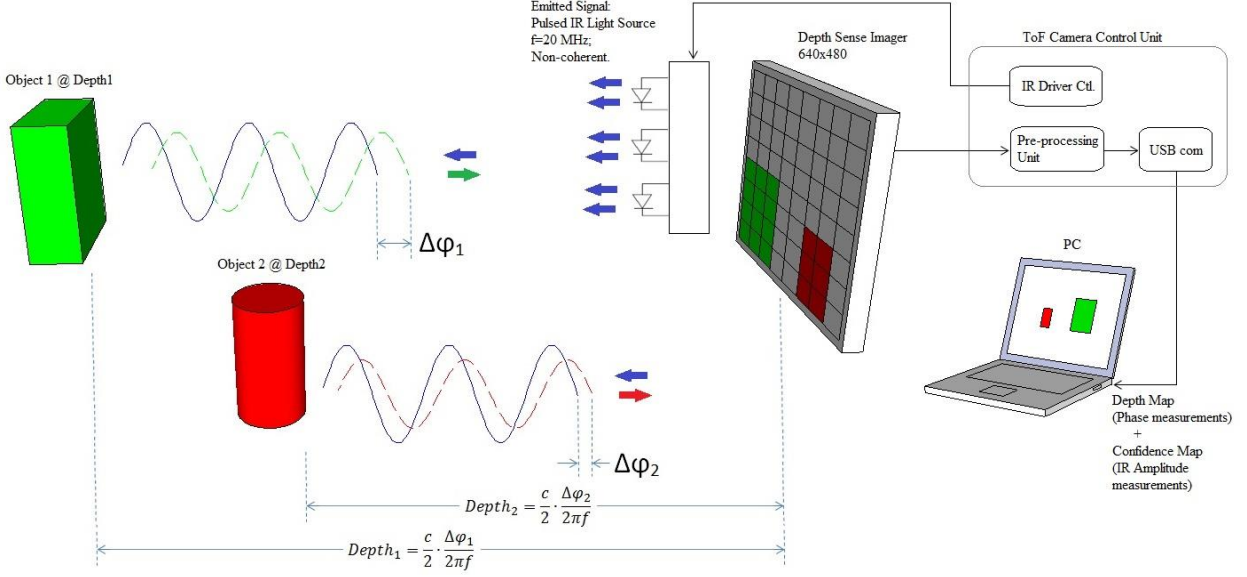 Emitted Signal:
Pulsed IR Light Source
f=20 MHz;
Non-coherent.
Depth Sense Imager
640x480
ToF Camera Control Unit
IR Driver Ctl.
Pre-processing
Unit
USB com
Object 1 @ Depth1
Δφ₁
Object 2 @ Depth2
PC
Depth Map
(Phase measurements)
+
Confidence Map
(IR Amplitude
measurements)
Δφ₂
Depth₂ = c/2 · Δφ₂/2πf
Depth₁ = c/2 · Δφ₁/2πf